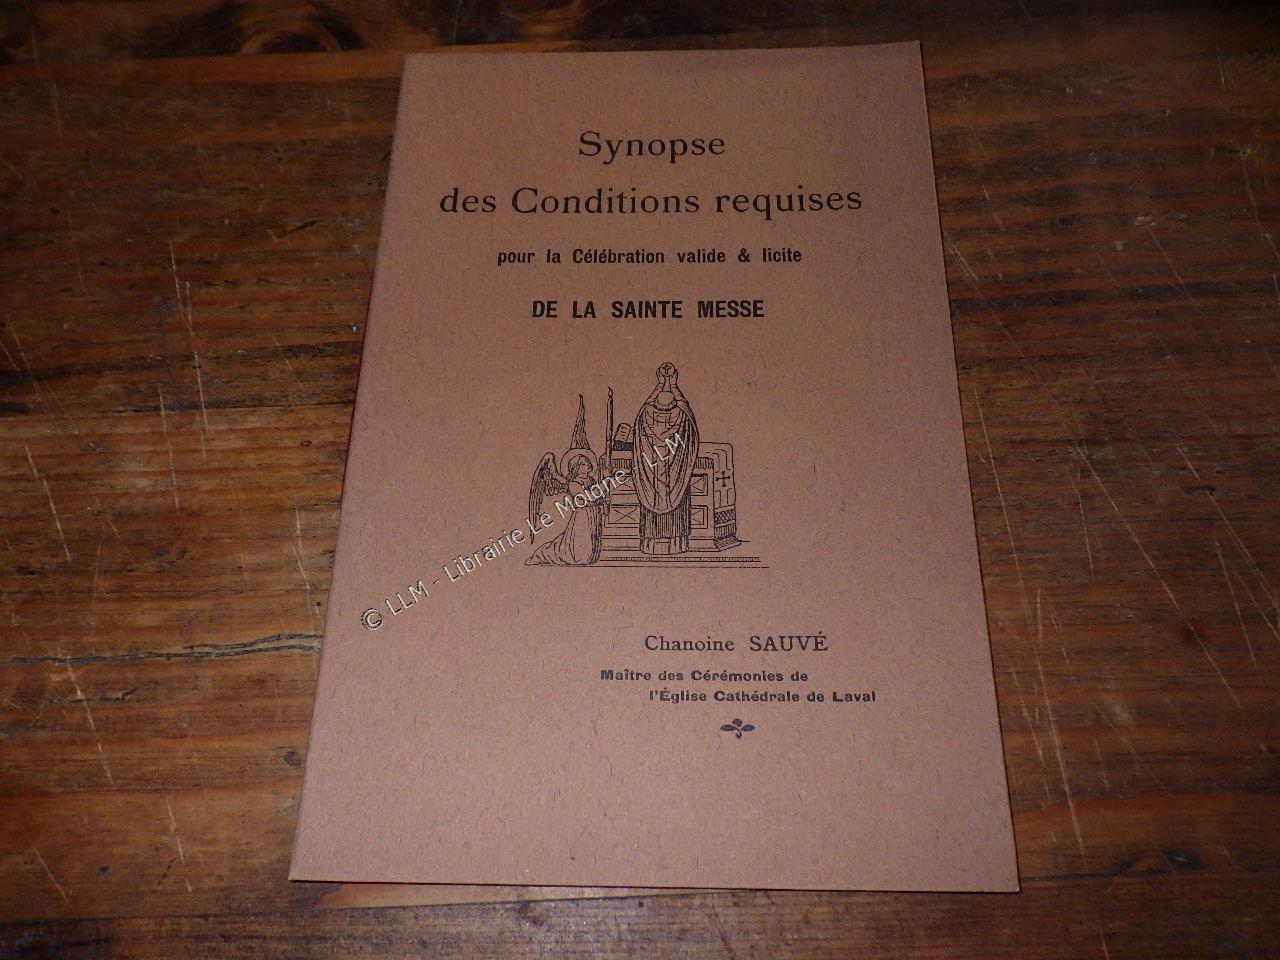 Synopse
des Conditions requises
pour la Célébration valide & licite
DE LA SAINTE MESSE
© LLM - Librairie Le Moigne - LLM
Chanoine SAUVÉ
Maître des Cérémonies de
l'Église Cathédrale de Laval